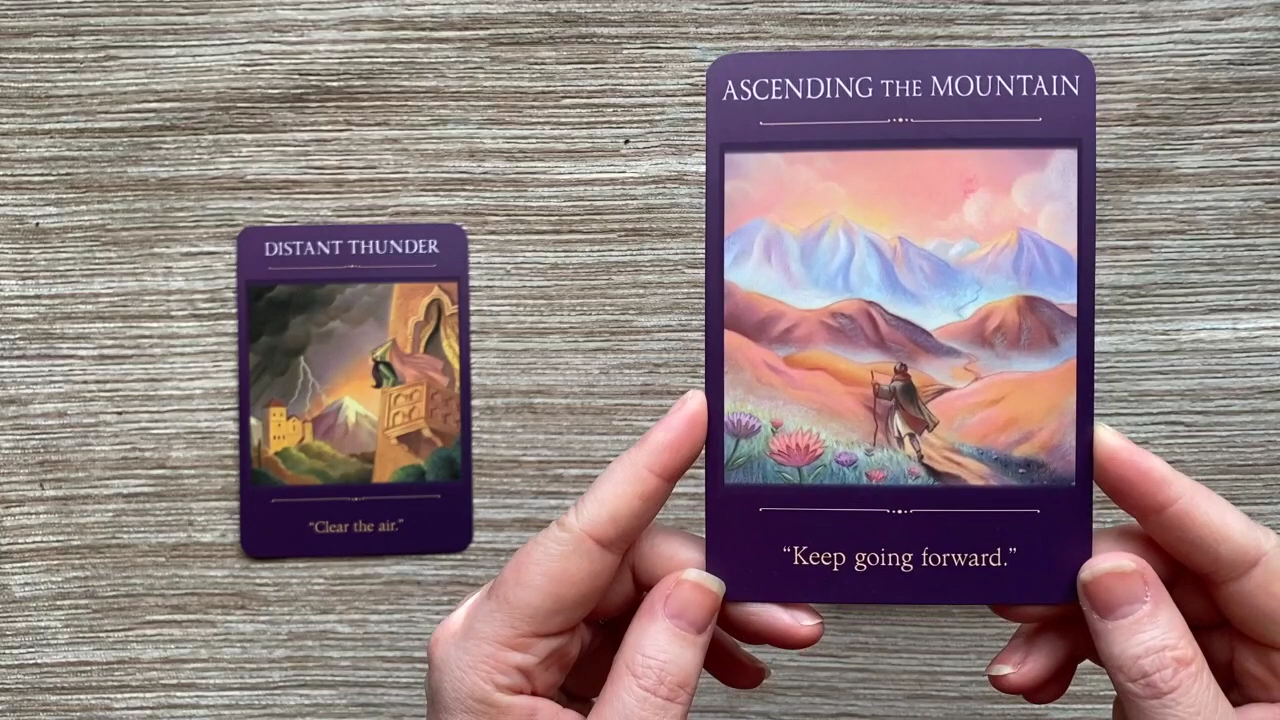 DISTANT THUNDER
“Clear the air.”
ASCENDING THE MOUNTAIN
“Keep going forward.”